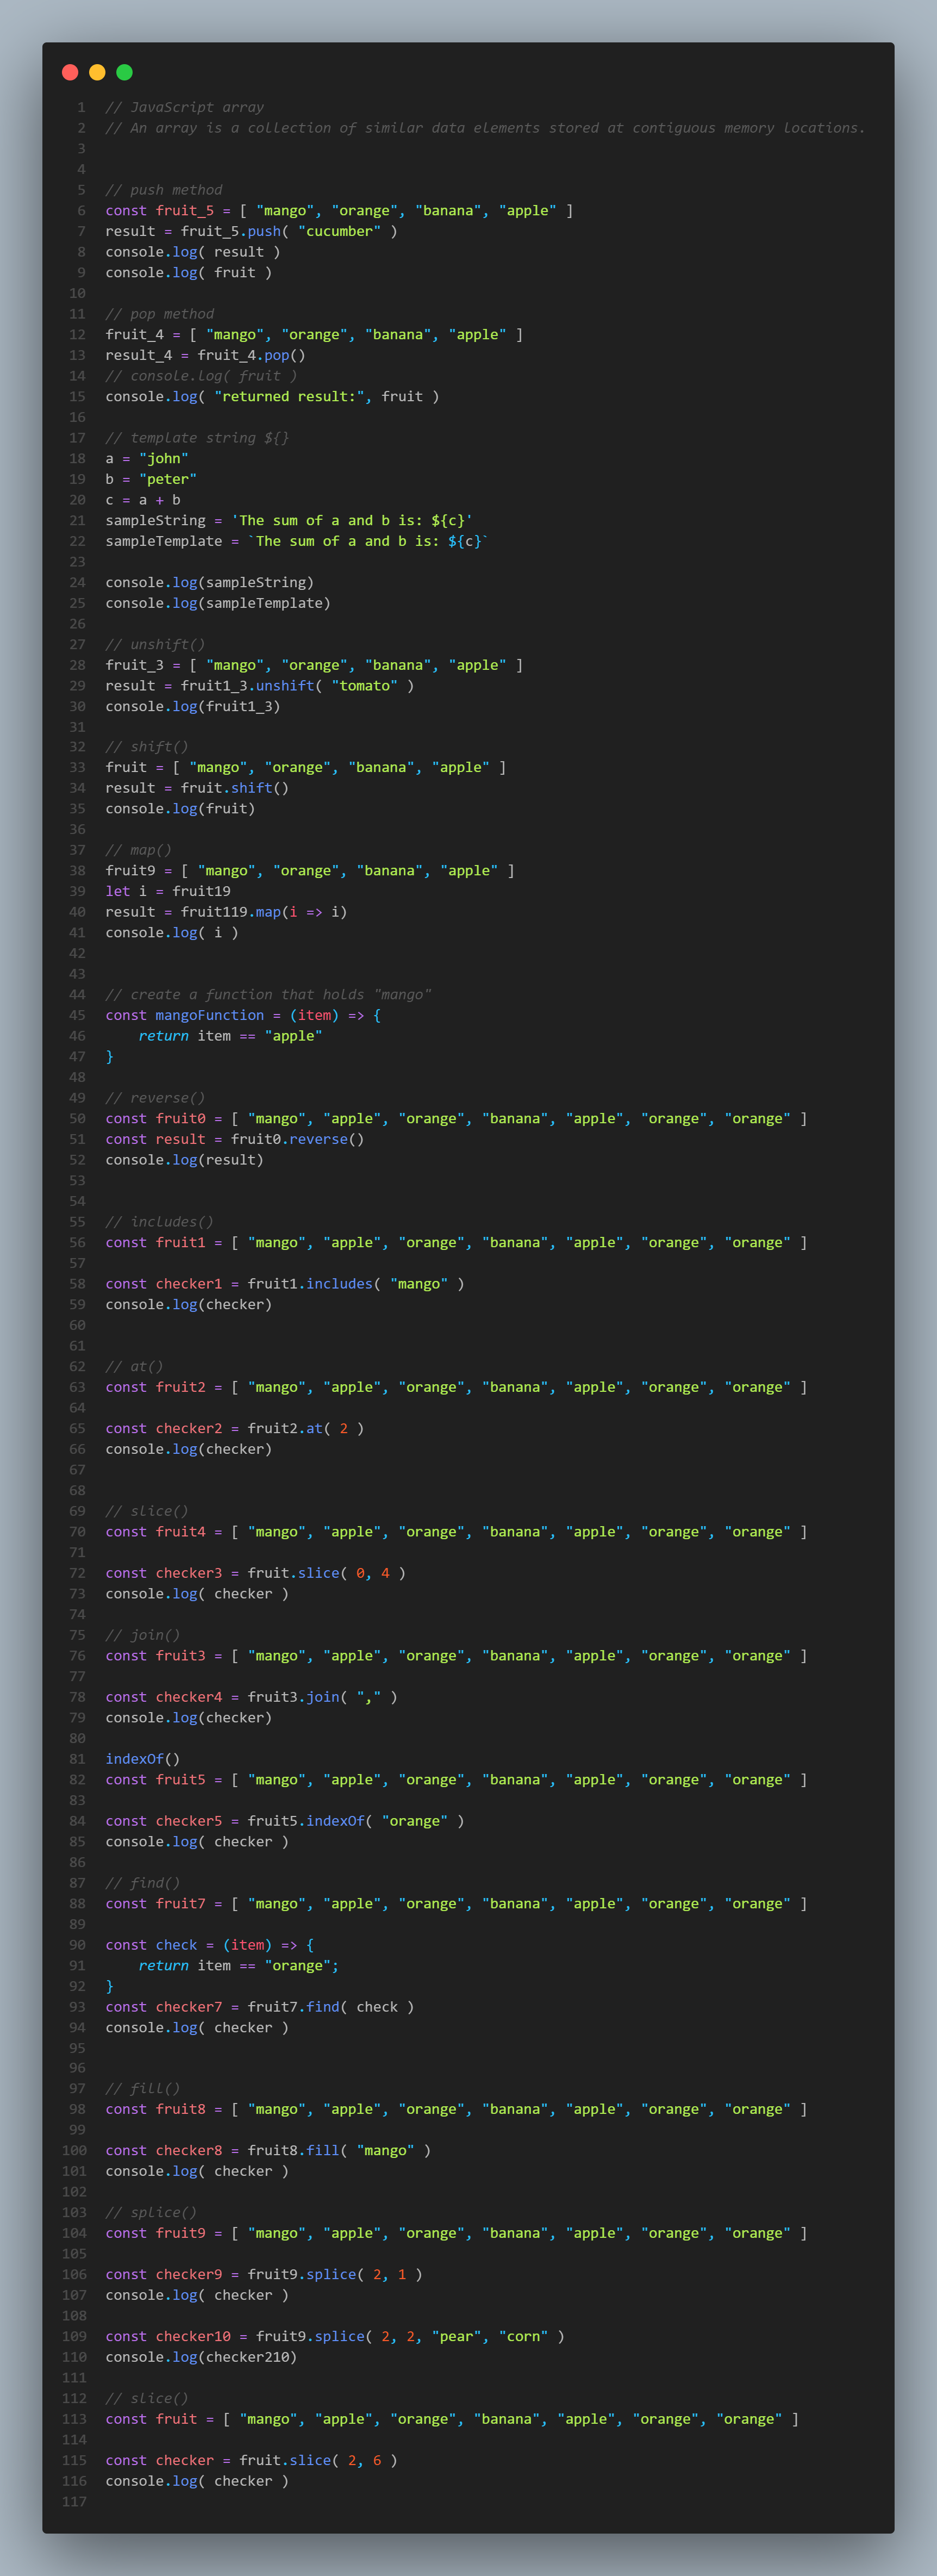 1 // JavaScript array
2 // An array is a collection of similar data elements stored at contiguous memory locations.
3
4
5 // push method
6 const fruit_5 = [ "mango", "orange", "banana", "apple" ]
7 result = fruit_5.push( "cucumber" )
8 console.log( result )
9 console.log( fruit )
10
11 // pop method
12 fruit_4 = [ "mango", "orange", "banana", "apple" ]
13 result_4 = fruit_4.pop()
14 // console.log( fruit )
15 console.log( "returned result:", fruit )
16
17 // template string ${}
18 a = "john"
19 b = "peter"
20 c = a + b
21 sampleString = 'The sum of a and b is: ${c}'
22 sampleTemplate = `The sum of a and b is: ${c}`
23
24 console.log(sampleString)
25 console.log(sampleTemplate)
26
27 // unshift()
28 fruit_3 = [ "mango", "orange", "banana", "apple" ]
29 result = fruit1_3.unshift( "tomato" )
30 console.log(fruit1_3)
31
32 // shift()
33 fruit = [ "mango", "orange", "banana", "apple" ]
34 result = fruit.shift()
35 console.log(fruit)
36
37 // map()
38 fruit9 = [ "mango", "orange", "banana", "apple" ]
39 let i = fruit19
40 result = fruit119.map(i => i)
41 console.log( i )
42
43
44 // create a function that holds "mango"
45 const mangoFunction = (item) => {
46 return item == "apple"
47 }
48
49 // reverse()
50 const fruit0 = [ "mango", "apple", "orange", "banana", "apple", "orange", "orange" ]
51 const result = fruit0.reverse()
52 console.log(result)
53
54
55 // includes()
56 const fruit1 = [ "mango", "apple", "orange", "banana", "apple", "orange", "orange" ]
57
58 const checker1 = fruit1.includes( "mango" )
59 console.log(checker)
60
61
62 // at()
63 const fruit2 = [ "mango", "apple", "orange", "banana", "apple", "orange", "orange" ]
64
65 const checker2 = fruit2.at( 2 )
66 console.log(checker)
67
68
69 // slice()
70 const fruit4 = [ "mango", "apple", "orange", "banana", "apple", "orange", "orange" ]
71
72 const checker3 = fruit.slice( 0, 4 )
73 console.log( checker )
74
75 // join()
76 const fruit3 = [ "mango", "apple", "orange", "banana", "apple", "orange", "orange" ]
77
78 const checker4 = fruit3.join( "," )
79 console.log(checker)
80
81 indexOf()
82 const fruit5 = [ "mango", "apple", "orange", "banana", "apple", "orange", "orange" ]
83
84 const checker5 = fruit5.indexOf( "orange" )
85 console.log( checker )
86
87 // find()
88 const fruit7 = [ "mango", "apple", "orange", "banana", "apple", "orange", "orange" ]
89
90 const check = (item) => {
91 return item == "orange";
92 }
93 const checker7 = fruit7.find( check )
94 console.log( checker )
95
96
97 // fill()
98 const fruit8 = [ "mango", "apple", "orange", "banana", "apple", "orange", "orange" ]
99
100 const checker8 = fruit8.fill( "mango" )
101 console.log( checker )
102
103 // splice()
104 const fruit9 = [ "mango", "apple", "orange", "banana", "apple", "orange", "orange" ]
105
106 const checker9 = fruit9.splice( 2, 1 )
107 console.log( checker )
108
109 const checker10 = fruit9.splice( 2, 2, "pear", "corn" )
110 console.log(checker210)
111
112 // slice()
113 const fruit = [ "mango", "apple", "orange", "banana", "apple", "orange", "orange" ]
114
115 const checker = fruit.slice( 2, 6 )
116 console.log( checker )
117